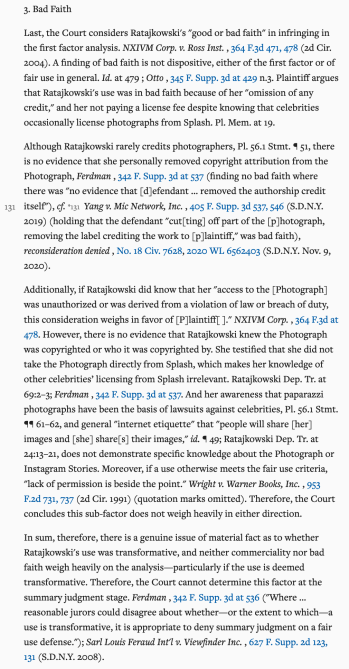 3. Bad Faith
Last, the Court considers Ratajkowski's "good or bad faith" in infringing
in the first factor analysis. NXIVM Corp. v. Ross Inst. , 364 F.3d 471, 478 (2d Cir.
2004). A finding of bad faith is not dispositive, either of the first factor or of
fair use in general. Id. at 479 ; Otto , 345 F. Supp. 3d at 429 n.3. Plaintiff argues
that Ratajkowski's use was in bad faith because of her "omission of any
credit," and her not paying a license fee despite knowing that celebrities
occasionally license photographs from Splash. Pl. Mem. at 19.
Although Ratajkowski rarely credits photographers, Pl. 56.1 Stmt. ¶ 51, there
is no evidence that she personally removed copyright attribution from the
Photograph, Ferdman , 342 F. Supp. 3d at 537 (finding no bad faith where
there was "no evidence that [d]efendant ... removed the authorship credit
131 itself"), cf. *131 Yang v. Mic Network, Inc. , 405 F. Supp. 3d 537, 546 (S.D.N.Y.
2019) (holding that the defendant "cut[ting] off part of the [p]hotograph,
removing the label crediting the work to [p]laintiff," was bad faith),
reconsideration denied , No. 18 Civ. 7628, 2020 WL 6562403 (S.D.N.Y. Nov. 9,
2020).
Additionally, if Ratajkowski did know that her "access to the [Photograph]
was unauthorized or was derived from a violation of law or breach of duty,
this consideration weighs in favor of [P]laintiff[ ]." NXIVM Corp. , 364 F.3d at
478. However, there is no evidence that Ratajkowski knew the Photograph
was copyrighted or who it was copyrighted by. She testified that she did not
take the Photograph directly from Splash, which makes her knowledge of
other celebrities' licensing from Splash irrelevant. Ratajkowski Dep. Tr. at
69:2–3; Ferdman , 342 F. Supp. 3d at 537. And her awareness that paparazzi
photographs have been the basis of lawsuits against celebrities, Pl. 56.1 Stmt.
¶¶ 61–62, and general "internet etiquette" that "people will share [her]
images and [she] share[s] their images," id. ¶ 49; Ratajkowski Dep. Tr. at
24:13–21, does not demonstrate specific knowledge about the Photograph or
Instagram Stories. Moreover, if a use otherwise meets the fair use criteria,
"lack of permission is beside the point." Wright v. Warner Books, Inc. , 953
F.2d 731, 737 (2d Cir. 1991) (quotation marks omitted). Therefore, the Court
concludes this sub-factor does not weigh heavily in either direction.
In sum, therefore, there is a genuine issue of material fact as to whether
Ratajkowski's use was transformative, and neither commerciality nor bad
faith weigh heavily on the analysis—particularly if the use is deemed
transformative. Therefore, the Court cannot determine this factor at the
summary judgment stage. Ferdman , 342 F. Supp. 3d at 536 ("Where ...
reasonable jurors could disagree about whether—or the extent to which—a
use is transformative, it is appropriate to deny summary judgment on a fair
use defense."); Sarl Louis Feraud Int'l v. Viewfinder Inc. , 627 F. Supp. 2d 123,
131 (S.D.N.Y. 2008).